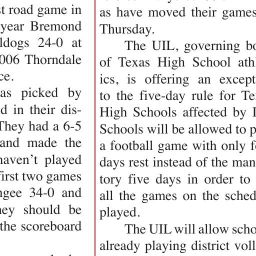 t road game in
year Bremond
ldogs 24-0 at
006 Thorndale
ce.
as picked by
d in their dis-
They had a 6-5
and made the
haven't played
first two games
ngee 34-0 and
hey should be
the scoreboard
as have moved their games
Thursday.
The UIL, governing bo
of Texas High School ath
ics, is offering an except
to the five-day rule for Te
High Schools affected by
Schools will be allowed to p
a football game with only f
days rest instead of the man
tory five days in order to
all the games on the sched
played.
The UIL will allow scho
already playing district voll